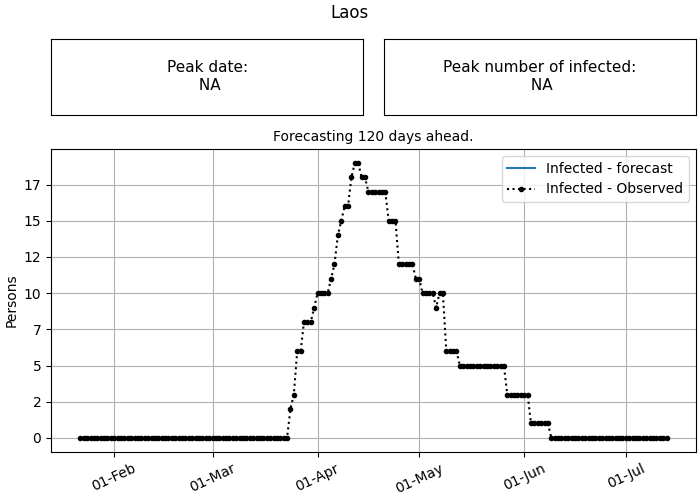 Laos
Peak date:
NA
Peak number of infected:
NA
Forecasting 120 days ahead.
Infected - forecast
Infected - Observed
Persons
17
15
12
10
7
5
2
0
01-Feb
01-Mar
01-Apr
01-May
01-Jun
01-Jul